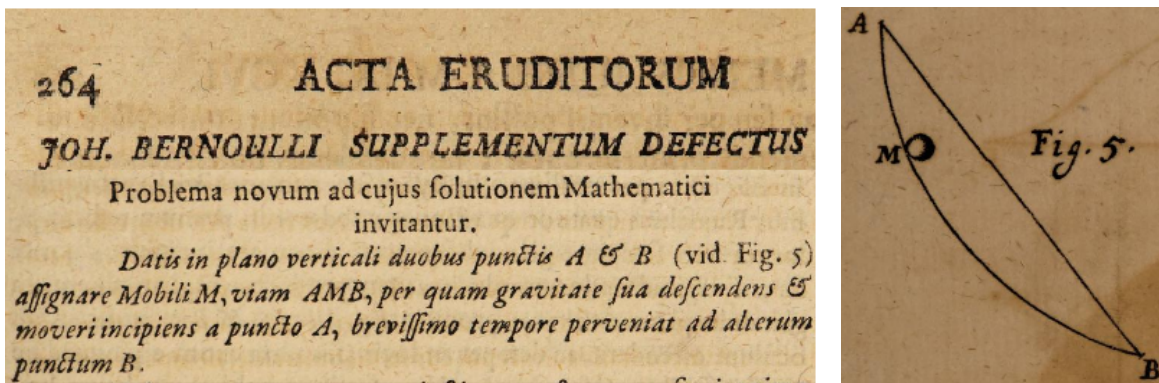 264 ACTA ERUDITORUM
JOH. BERNOULLI SUPPLEMENTUM DEFECTUS
Problema novum ad cujus ſolutionem Mathematici
invitantur.
Datis in plano verticali duobus punctis A & B (vid. Fig. 5)
aſſignare Mobili M, viam AMB, per quam gravitate ſua deſcendens &
moveri incipiens a puncto A, breviſſimo tempore perveniat ad alterum
punctum B.
A
M
Fig. 5.
B